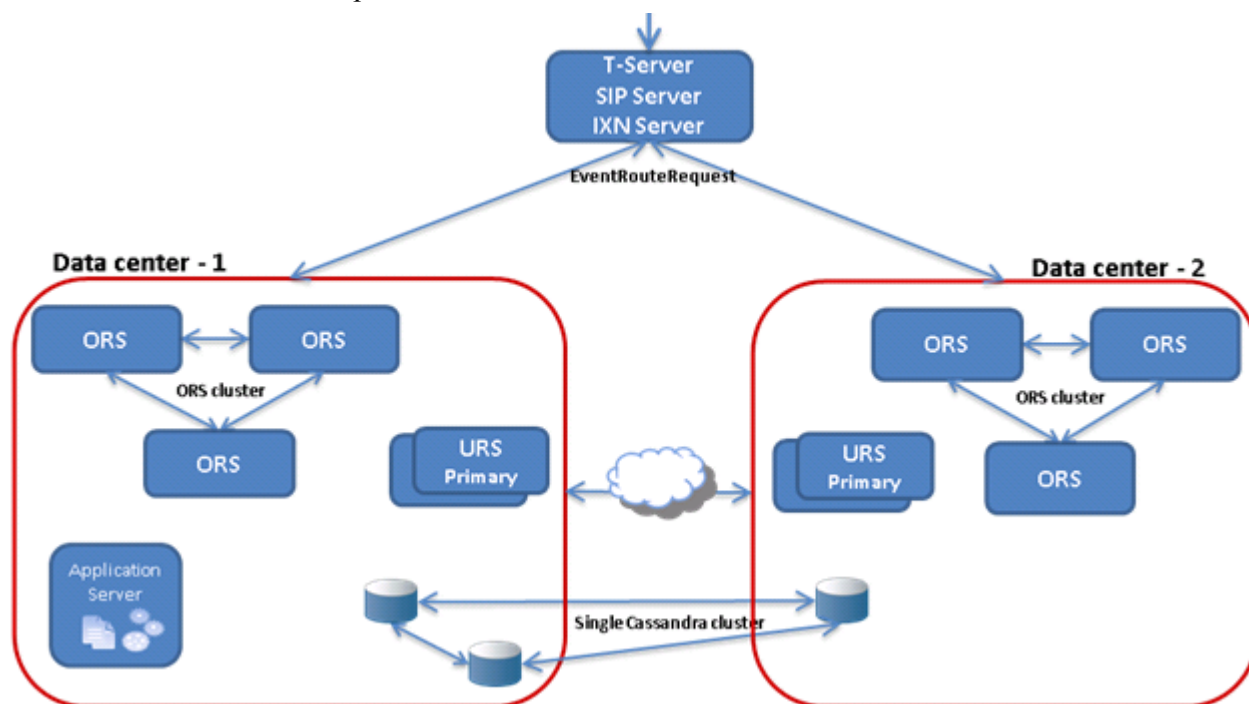 T-Server
SIP Server
IXN Server
EventRouteRequest
Data center - 1
Data center - 2
ORS
ORS
ORS
ORS
ORS cluster
ORS cluster
ORS
ORS
URS
Primary
URS
Primary
Application
Server
Single Cassandra cluster